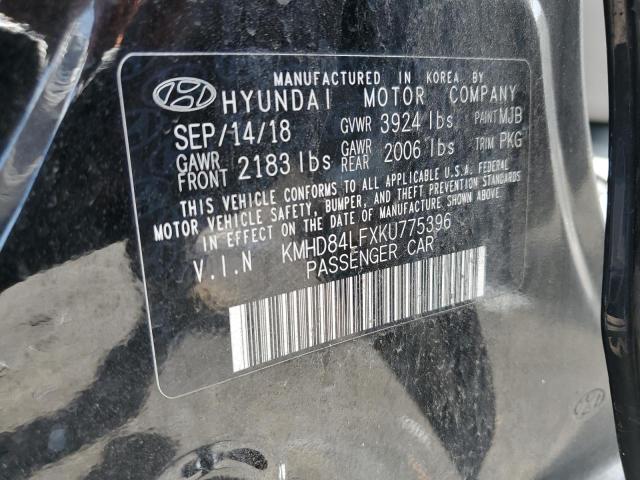 MANUFACTURED IN KOREA BY
HYUNDAI MOTOR COMPANY
SEP/14/18 GVWR 3924 lbs PAINT MJB
GAWR FRONT 2183 lbs GAWR REAR 2006 lbs TRIM PKG
THIS VEHICLE CONFORMS TO ALL APPLICABLE U.S.A. FEDERAL
MOTOR VEHICLE SAFETY, BUMPER, AND THEFT PREVENTION STANDARDS
IN EFFECT ON THE DATE OF MANUFACTURE SHOWN ABOVE.
V.I.N KMHD84LFXKU775396
PASSENGER CAR